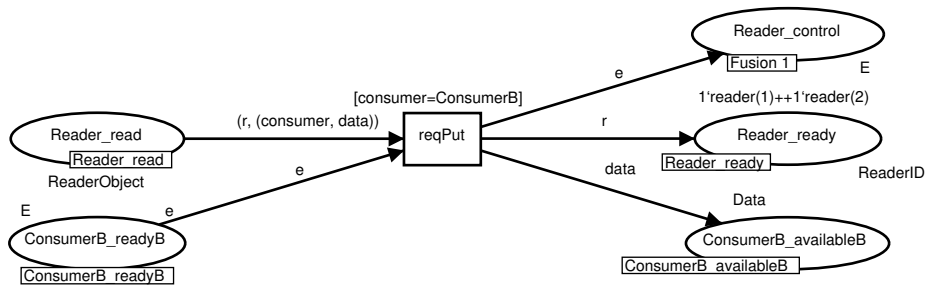 Reader_control
Fusion 1
E
e
[consumer=ConsumerB]
1‘reader(1)++1‘reader(2)
(r, (consumer, data))
r
Reader_read
reqPut
Reader_ready
Reader_read
Reader_ready
ReaderObject
e
data
ReaderID
E
e
Data
ConsumerB_readyB
ConsumerB_availableB
ConsumerB_readyB
ConsumerB_availableB